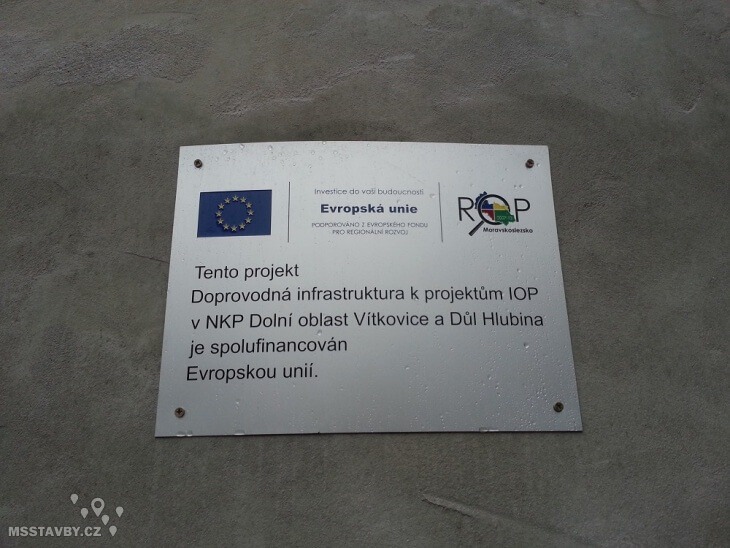 Investice do vaší budoucnosti
Evropská unie
PODPOROVÁNO Z EVROPSKÉHO FONDU
PRO REGIONÁLNÍ ROZVOJ
ROP
Moravskoslezsko
Tento projekt
Doprovodná infrastruktura k projektům IOP
v NKP Dolní oblast Vítkovice a Důl Hlubina
je spolufinancován
Evropskou unií.
MSSTAVBY.CZ